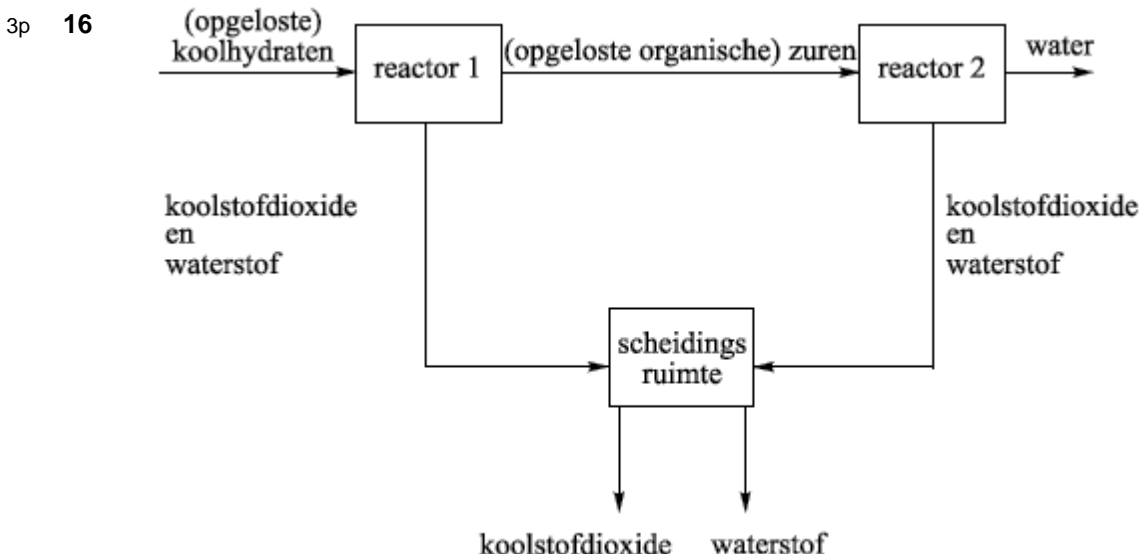 3p 16
(opgeloste)
koolhydraten
reactor 1
(opgeloste organische) zuren
reactor 2
water
koolstofdioxide
en
waterstof
koolstofdioxide
en
waterstof
scheidings
ruimte
koolstofdioxide
waterstof